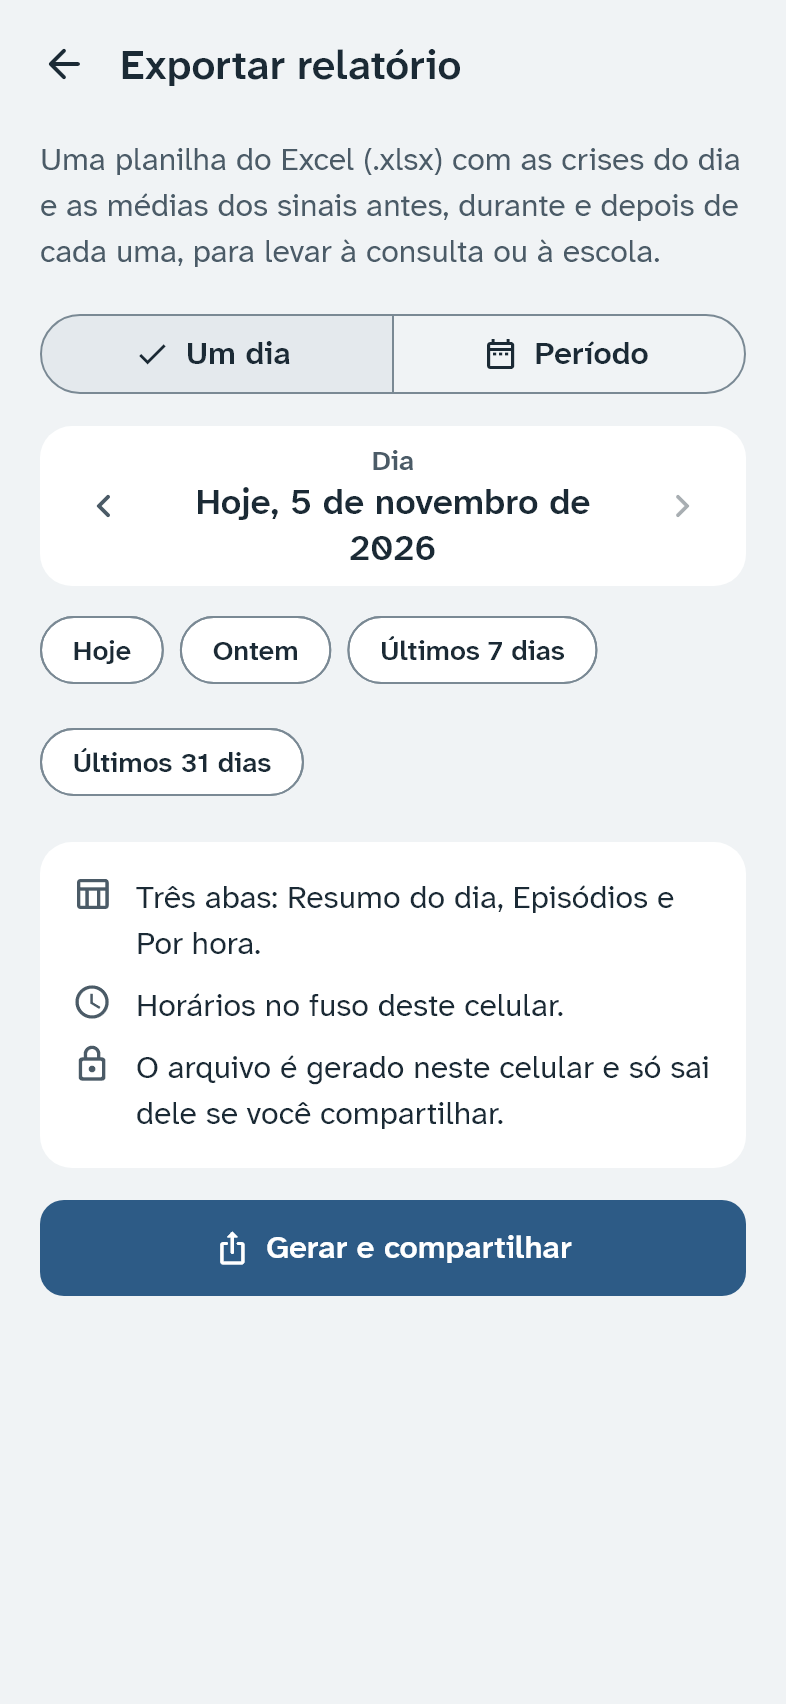 Exportar relatório
Uma planilha do Excel (.xlsx) com as crises do dia
e as médias dos sinais antes, durante e depois de
cada uma, para levar à consulta ou à escola.
Um dia
Período
Dia
Hoje, 5 de novembro de
2026
Hoje
Ontem
Últimos 7 dias
Últimos 31 dias
Três abas: Resumo do dia, Episódios e
Por hora.
Horários no fuso deste celular.
O arquivo é gerado neste celular e só sai
dele se você compartilhar.
Gerar e compartilhar